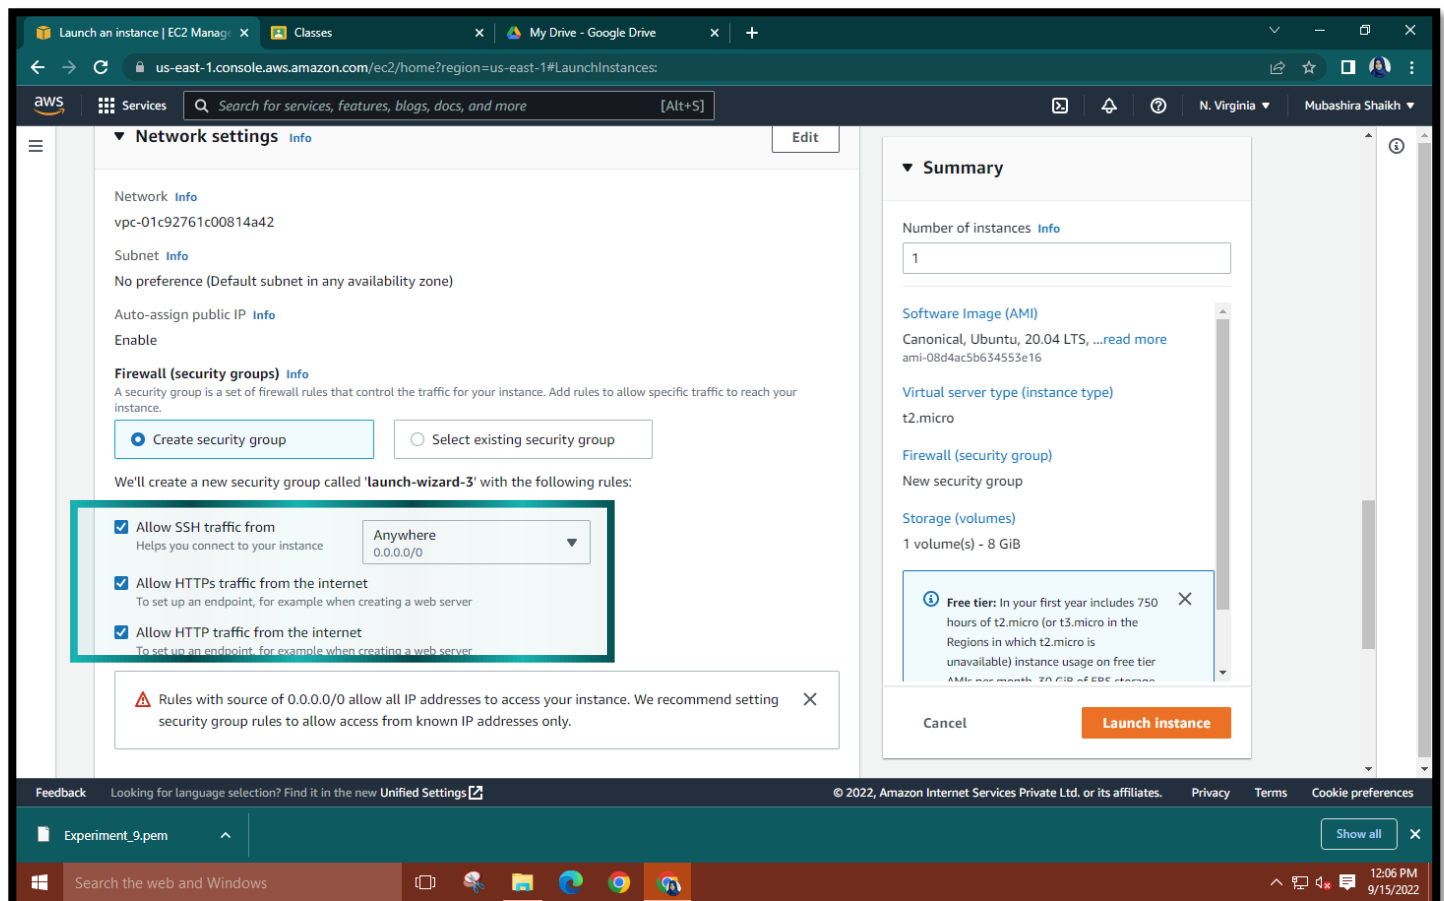 Launch an instance | EC2 Manag
Classes
My Drive - Google Drive
us-east-1.console.aws.amazon.com/ec2/home?region=us-east-1#LaunchInstances:
aws
Services
Search for services, features, blogs, docs, and more
[Alt+S]
N. Virginia
Mubashira Shaikh
Network settings Info
Edit
Network Info
vpc-01c92761c00814a42
Subnet Info
No preference (Default subnet in any availability zone)
Auto-assign public IP Info
Enable
Firewall (security groups) Info
A security group is a set of firewall rules that control the traffic for your instance. Add rules to allow specific traffic to reach your
instance.
Create security group
Select existing security group
We'll create a new security group called 'launch-wizard-3' with the following rules:
Allow SSH traffic from
Helps you connect to your instance
Anywhere
0.0.0.0/0
Allow HTTPs traffic from the internet
To set up an endpoint, for example when creating a web server
Allow HTTP traffic from the internet
To set up an endpoint, for example when creating a web server
Rules with source of 0.0.0.0/0 allow all IP addresses to access your instance. We recommend setting
security group rules to allow access from known IP addresses only.
Summary
Number of instances Info
1
Software Image (AMI)
Canonical, Ubuntu, 20.04 LTS, ...read more
ami-08d4ac5b634553e16
Virtual server type (instance type)
t2.micro
Firewall (security group)
New security group
Storage (volumes)
1 volume(s) - 8 GiB
Free tier: In your first year includes 750
hours of t2.micro (or t3.micro in the
Regions in which t2.micro is
unavailable) instance usage on free tier
AMIs per month, 30 GiB of EBS storage,
Cancel
Launch instance
Feedback
Looking for language selection? Find it in the new Unified Settings
© 2022, Amazon Internet Services Private Ltd. or its affiliates.
Privacy
Terms
Cookie preferences
Experiment_9.pem
Show all
Search the web and Windows
12:06 PM
9/15/2022